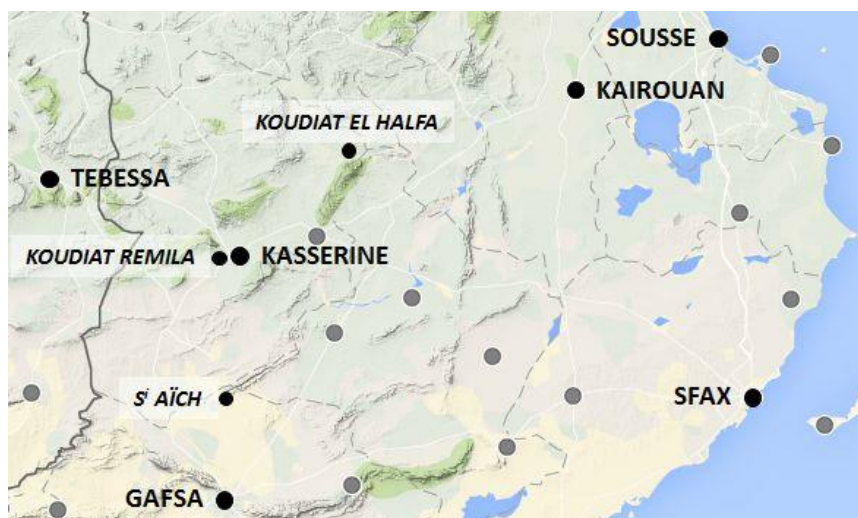 SOUSSE
KAIROUAN
KOUDIAT EL HALFA
TEBESSA
KOUDIAT REMILA
KASSERINE
Sⁱ AÏCH
SFAX
GAFSA